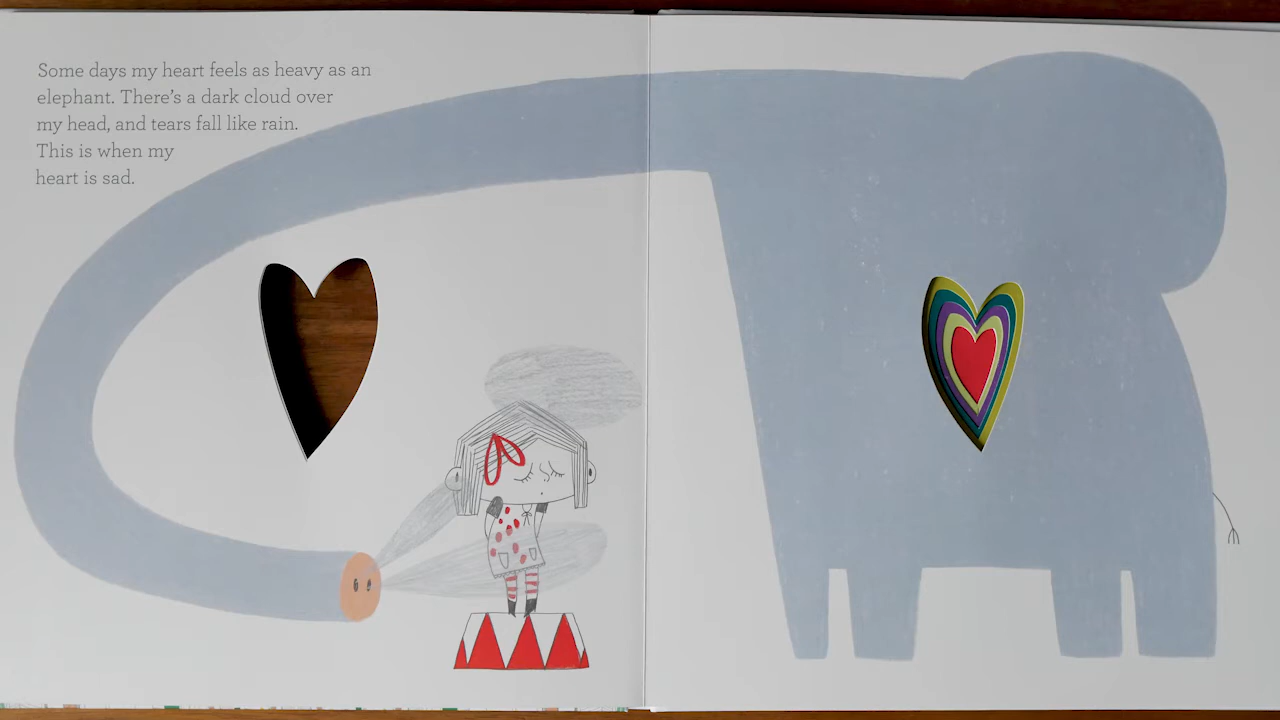 Some days my heart feels as heavy as an
elephant. There's a dark cloud over
my head, and tears fall like rain.
This is when my
heart is sad.